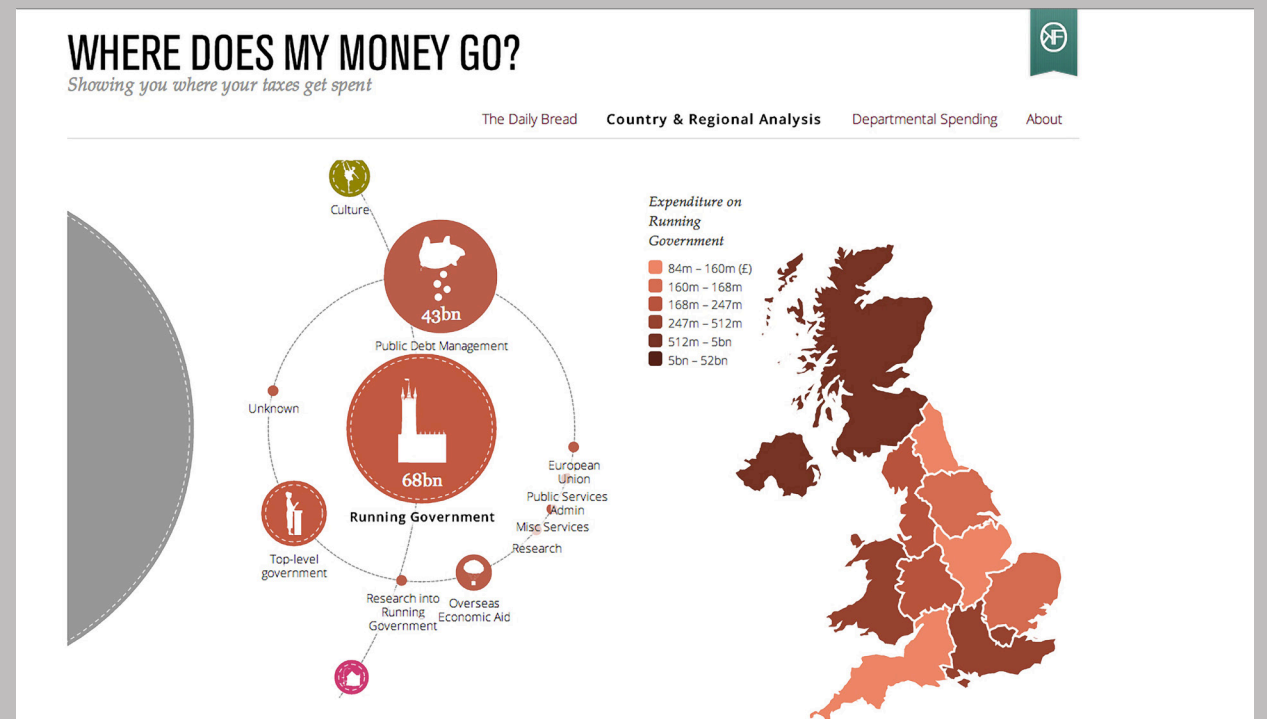 WHERE DOES MY MONEY GO?
Showing you where your taxes get spent
The Daily Bread
Country & Regional Analysis
Departmental Spending
About
Culture
43bn
Public Debt Management
Unknown
68bn
Running Government
European
Union
Public Services
Admin
Misc Services
Research
Top-level
government
Research into
Running
Government
Overseas
Economic Aid
Expenditure on
Running
Government
84m – 160m (£)
160m – 168m
168m – 247m
247m – 512m
512m – 5bn
5bn – 52bn